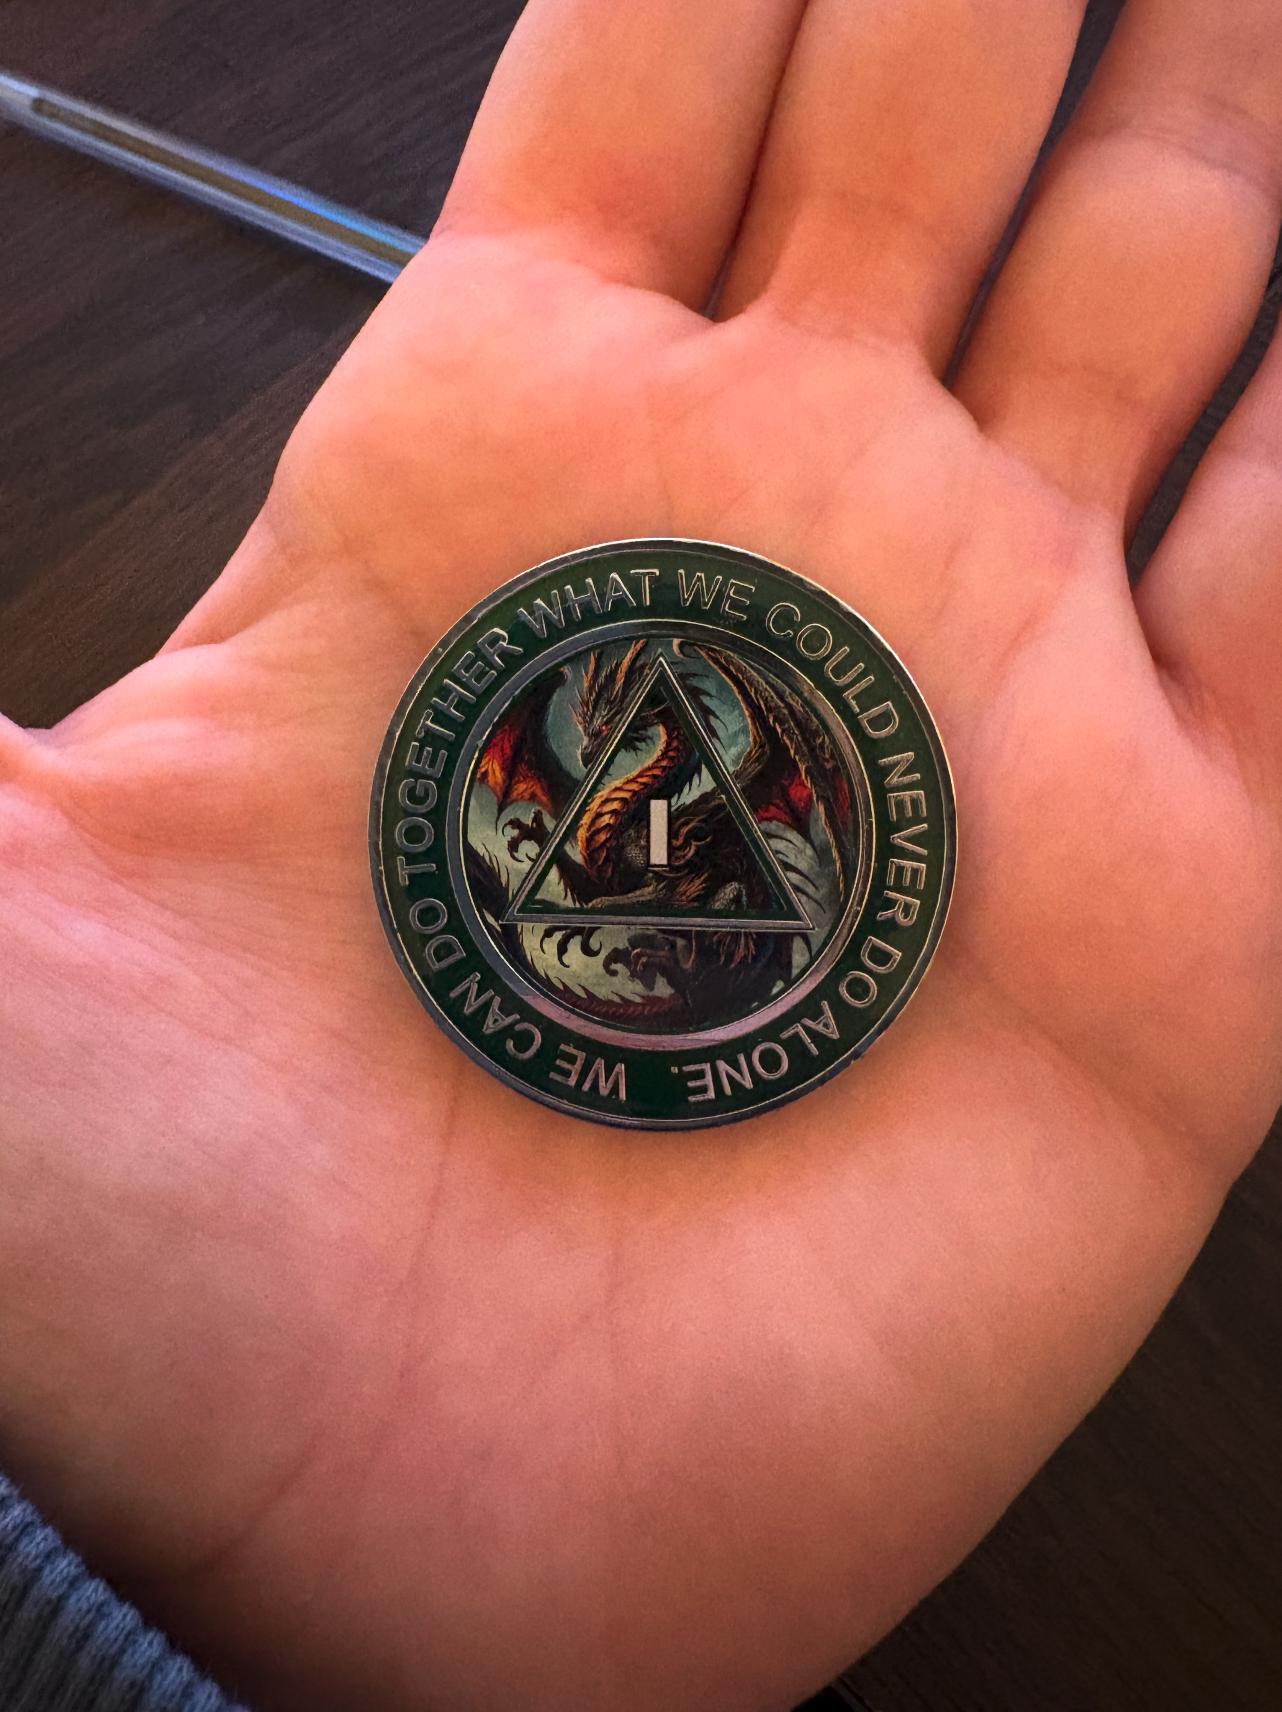 WE CAN DO TOGETHER WHAT WE COULD NEVER DO ALONE.
I